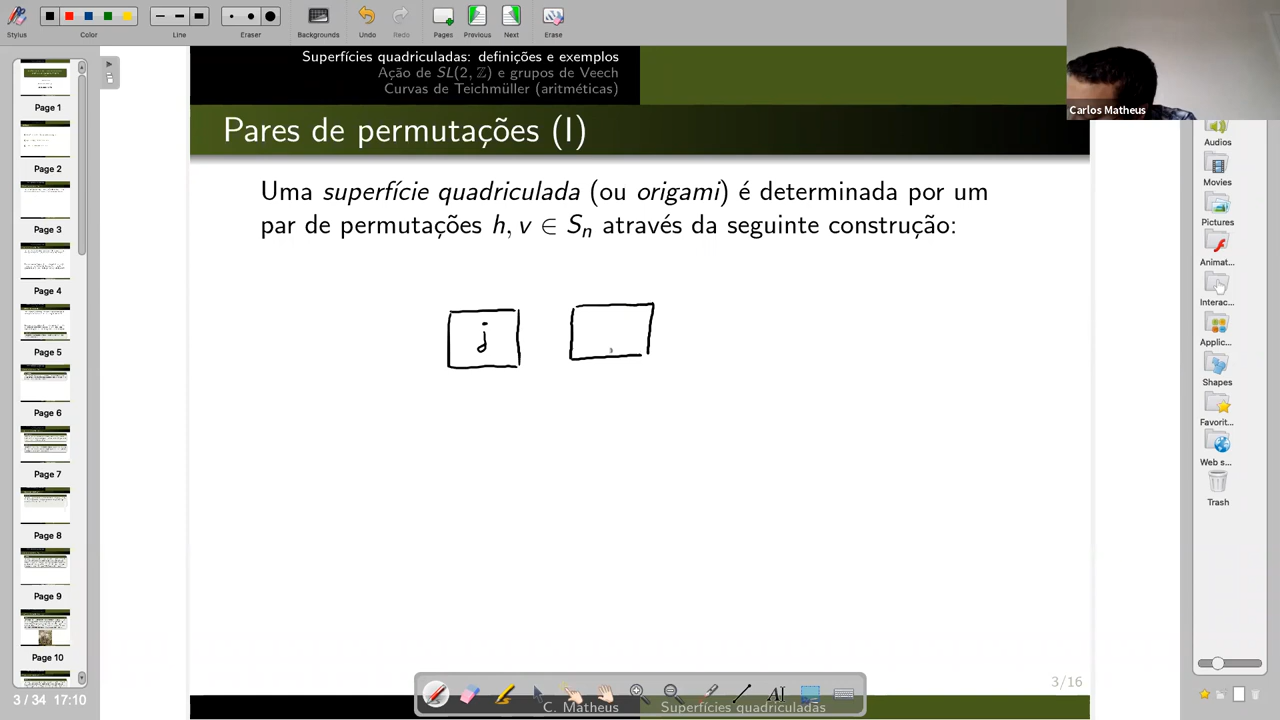 Stylus
Color
Line
Eraser
Backgrounds
Undo
Redo
Pages
Previous
Next
Erase
Carlos Matheus
Superfícies quadriculadas: definições e exemplos
Ação de SL(2, ℤ) e grupos de Veech
Curvas de Teichmüller (aritméticas)
Pares de permutações (I)
Uma superfície quadriculada (ou origami) é determinada por um
par de permutações h, v ∈ Sn através da seguinte construção:
j
Page 1
Page 2
Page 3
Page 4
Page 5
Page 6
Page 7
Page 8
Page 9
Page 10
3 / 34 17:10
Audios
Movies
Pictures
Animat...
Interac...
Applic...
Shapes
Favorit...
Web s...
Trash
3/16
AI
C. Matheus Superfícies quadriculadas